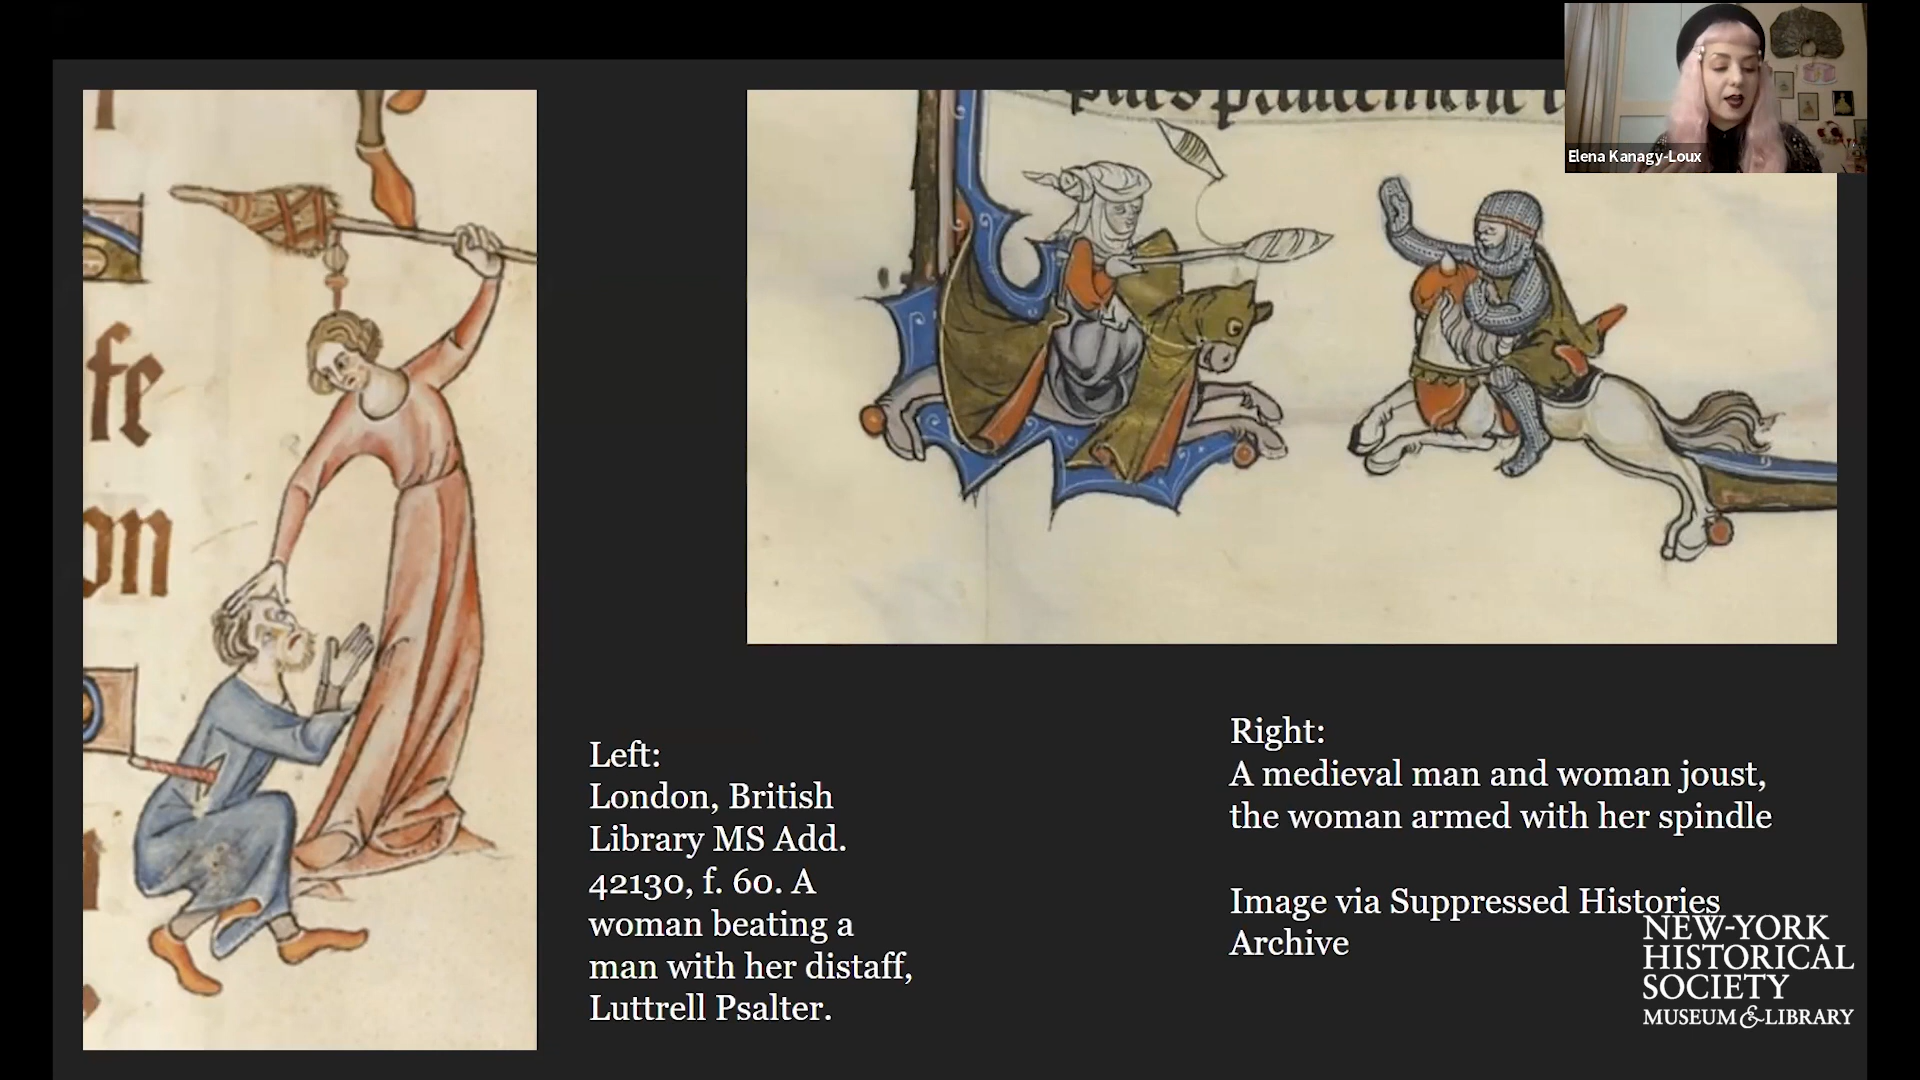 Elena Kanagy-Loux
fe
on
Left:
London, British
Library MS Add.
42130, f. 60. A
woman beating a
man with her distaff,
Luttrell Psalter.
Right:
A medieval man and woman joust,
the woman armed with her spindle
Image via Suppressed Histories
Archive
NEW-YORK
HISTORICAL
SOCIETY
MUSEUM & LIBRARY